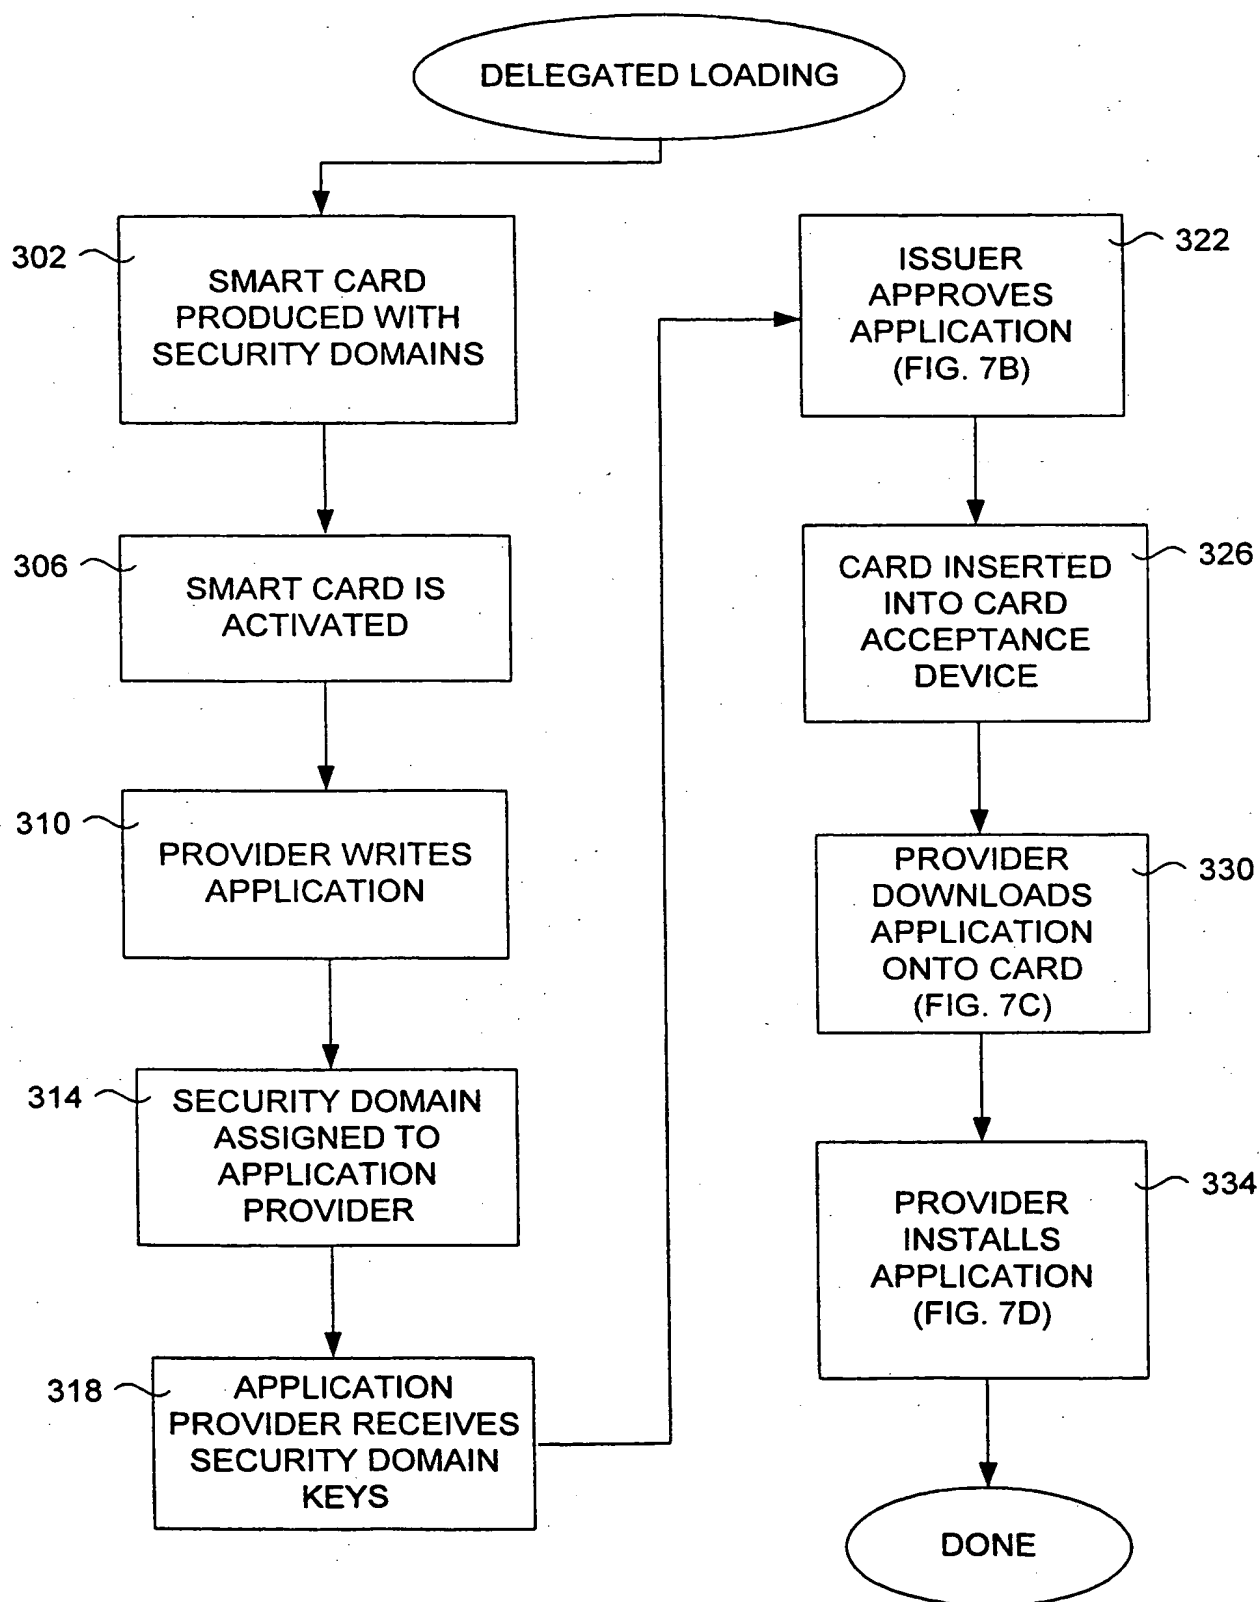 DELEGATED LOADING
302
SMART CARD
PRODUCED WITH
SECURITY DOMAINS
306
SMART CARD IS
ACTIVATED
310
PROVIDER WRITES
APPLICATION
314
SECURITY DOMAIN
ASSIGNED TO
APPLICATION
PROVIDER
318
APPLICATION
PROVIDER RECEIVES
SECURITY DOMAIN
KEYS
322
ISSUER
APPROVES
APPLICATION
(FIG. 7B)
326
CARD INSERTED
INTO CARD
ACCEPTANCE
DEVICE
330
PROVIDER
DOWNLOADS
APPLICATION
ONTO CARD
(FIG. 7C)
334
PROVIDER
INSTALLS
APPLICATION
(FIG. 7D)
DONE